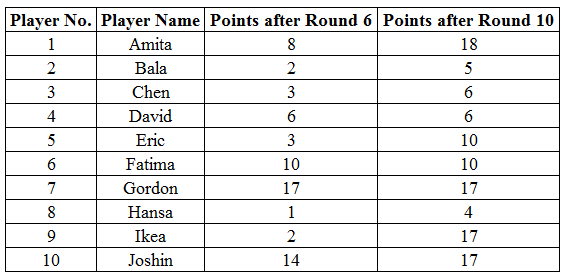 Player No. Player Name Points after Round 6 Points after Round 10
1 Amita 8 18
2 Bala 2 5
3 Chen 3 6
4 David 6 6
5 Eric 3 10
6 Fatima 10 10
7 Gordon 17 17
8 Hansa 1 4
9 Ikea 2 17
10 Joshin 14 17